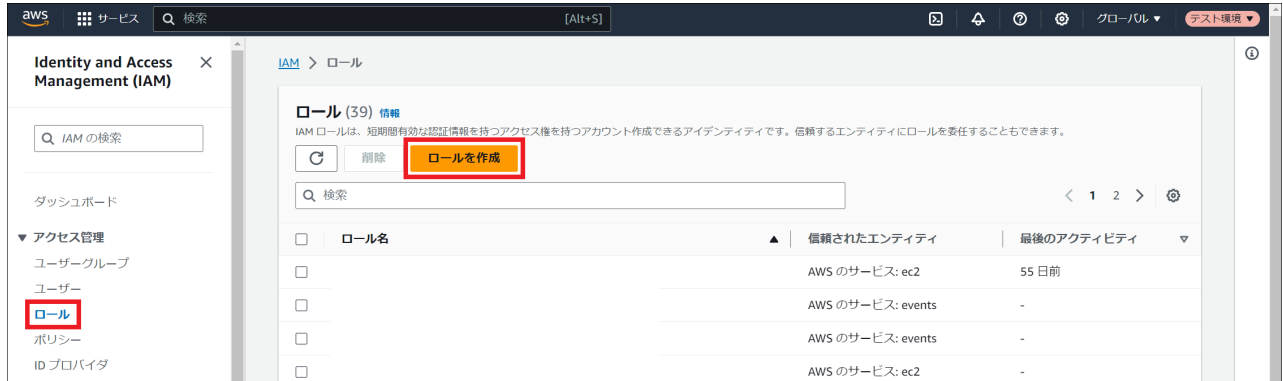 aws サービス 検索 [Alt+S] グローバル ▼ テスト環境 ▼
Identity and Access Management (IAM)
IAM の検索
ダッシュボード
▼ アクセス管理
ユーザーグループ
ユーザー
ロール
ポリシー
ID プロバイダ
IAM > ロール
ロール (39) 情報
IAM ロールは、短期間有効な認証情報を持つアクセス権を持つアカウント作成できるアイデンティティです。信頼するエンティティにロールを委任することもできます。
削除 ロールを作成
検索 < 1 2 >
ロール名 ▲ 信頼されたエンティティ 最後のアクティビティ ▽
AWS のサービス: ec2 55 日前
AWS のサービス: events -
AWS のサービス: events -
AWS のサービス: ec2 -